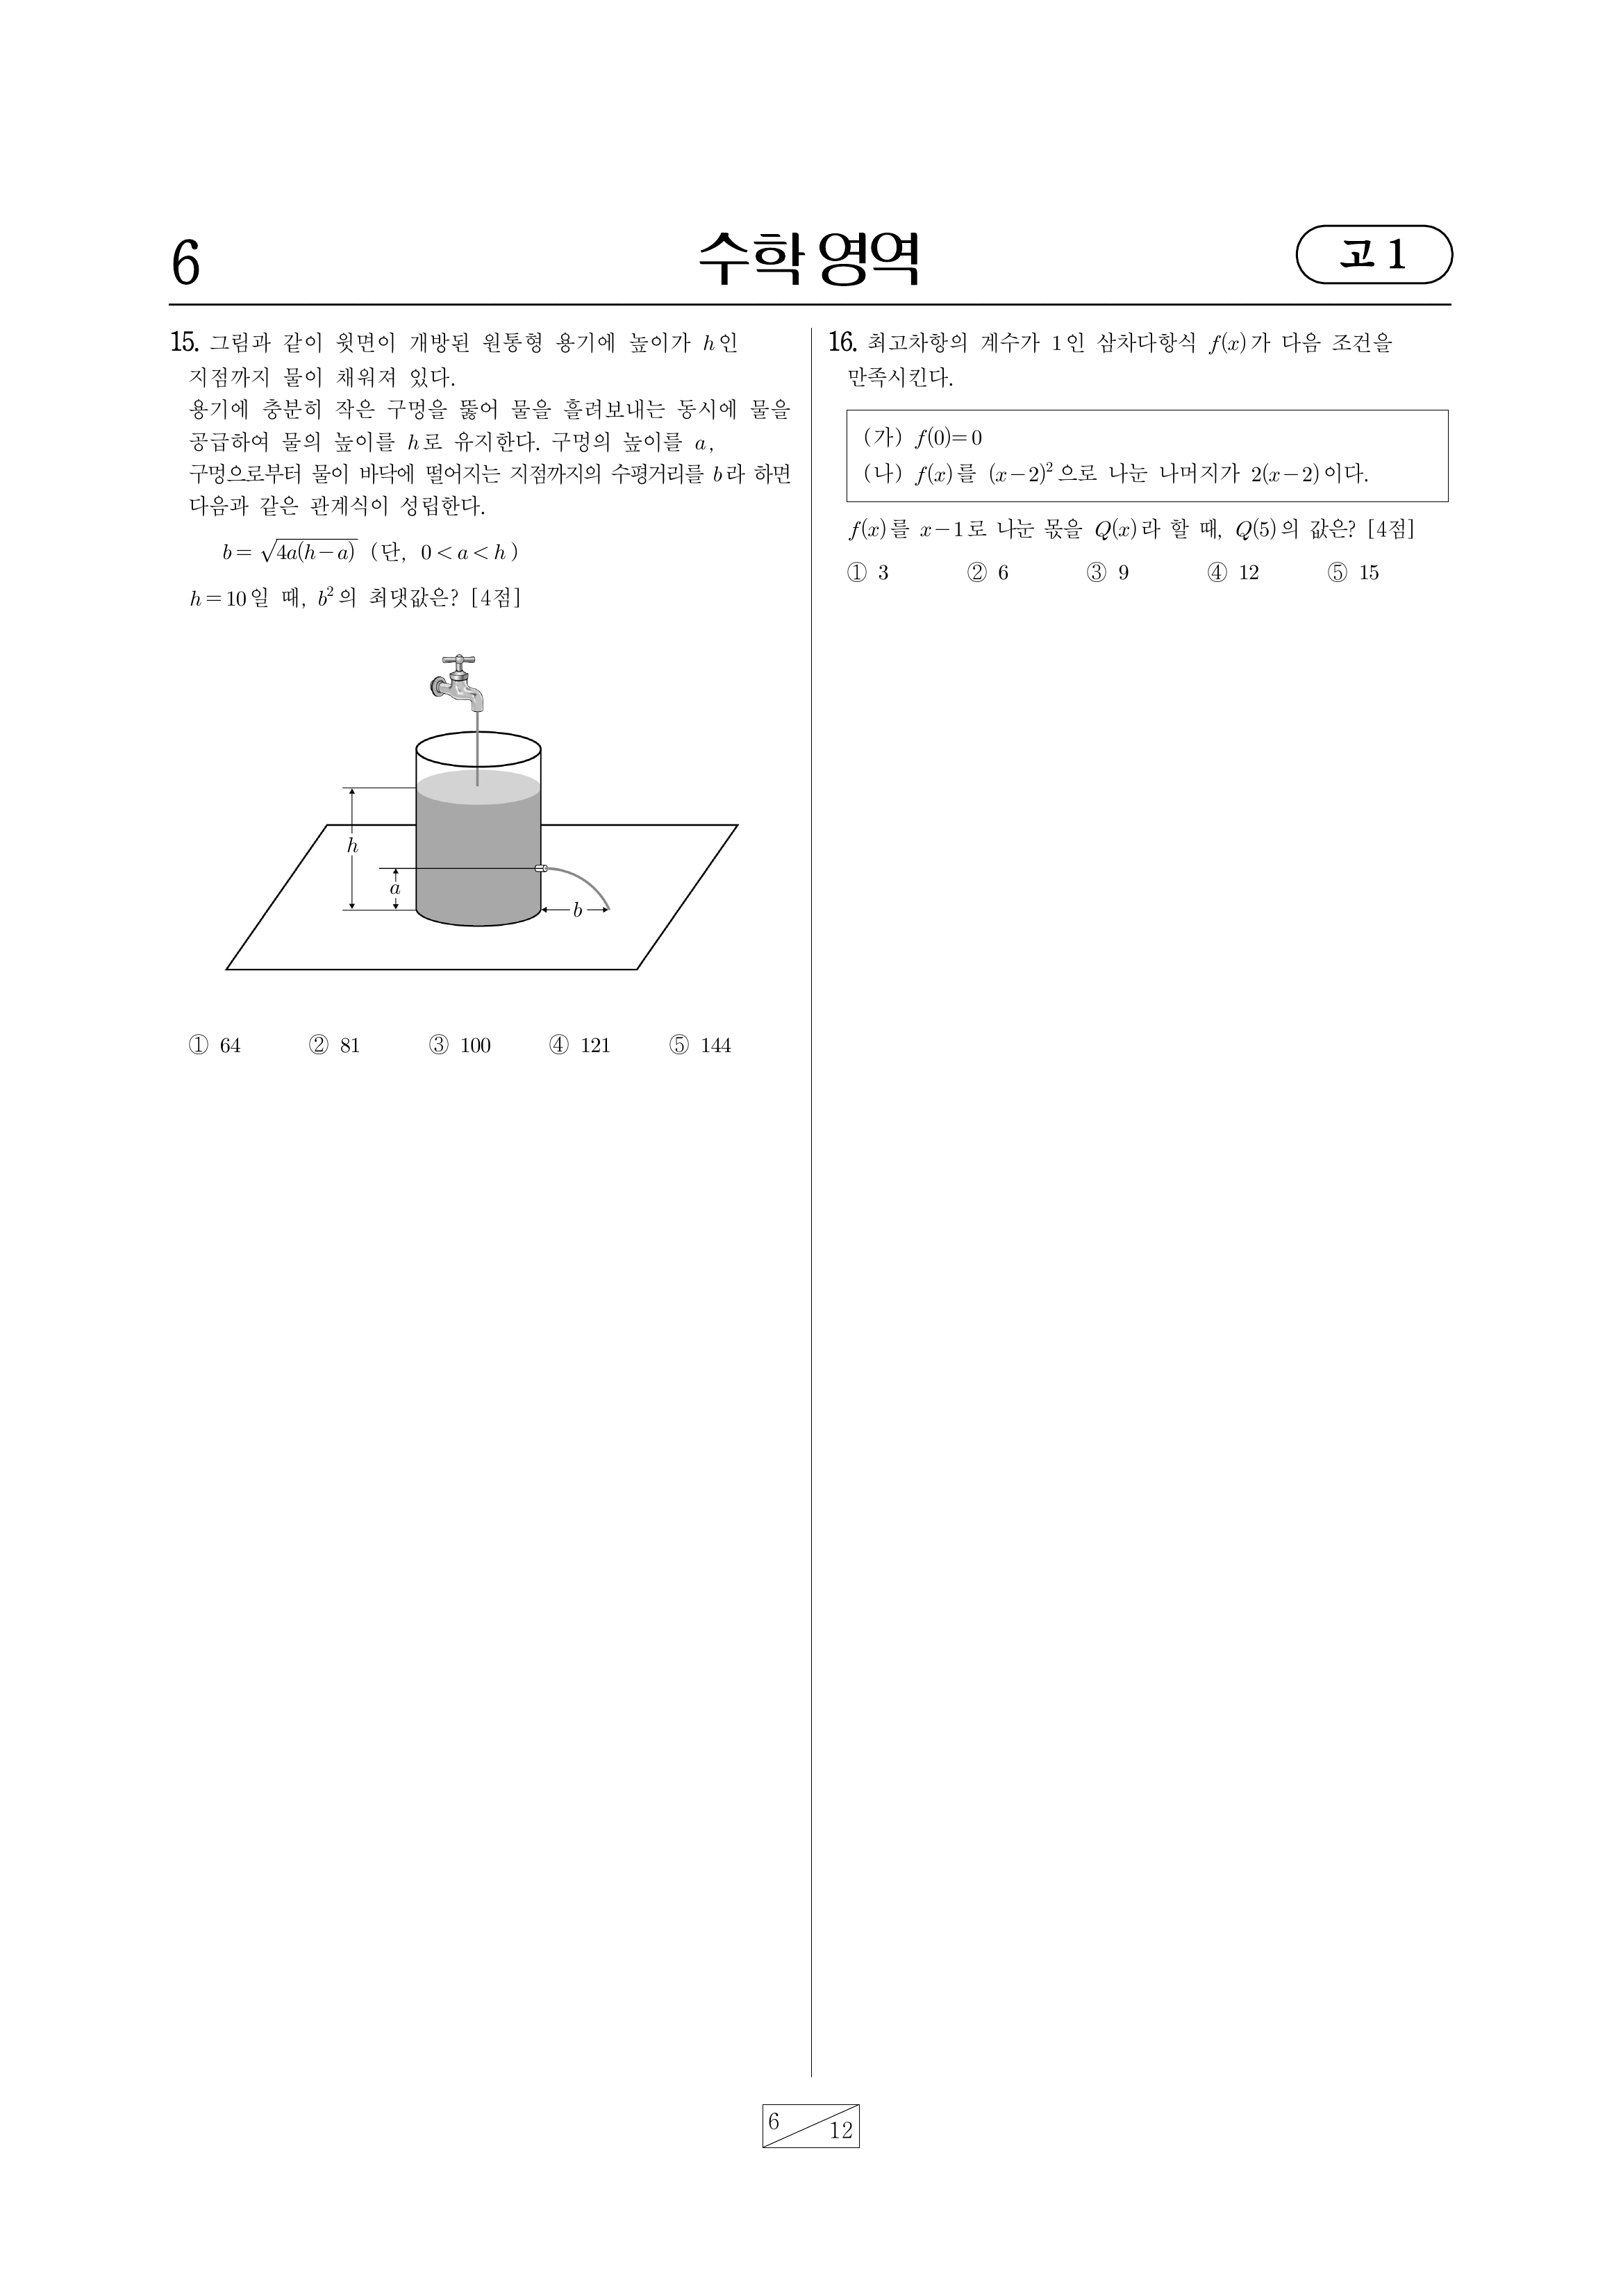 6
수학 영역
고 1
15. 그림과 같이 윗면이 개방된 원통형 용기에 높이가 h인
지점까지 물이 채워져 있다.
용기에 충분히 작은 구멍을 뚫어 물을 흘려보내는 동시에 물을
공급하여 물의 높이를 h로 유지한다. 구멍의 높이를 a,
구멍으로부터 물이 바닥에 떨어지는 지점까지의 수평거리를 b라 하면
다음과 같은 관계식이 성립한다.
b = √4a(h-a) (단, 0 < a < h)
h = 10일 때, b²의 최댓값은? [4점]
h
a
b
① 64 ② 81 ③ 100 ④ 121 ⑤ 144
16. 최고차항의 계수가 1인 삼차다항식 f(x)가 다음 조건을
만족시킨다.
(가) f(0)=0
(나) f(x)를 (x-2)²으로 나눈 나머지가 2(x-2)이다.
f(x)를 x-1로 나눈 몫을 Q(x)라 할 때, Q(5)의 값은? [4점]
① 3 ② 6 ③ 9 ④ 12 ⑤ 15
6
12